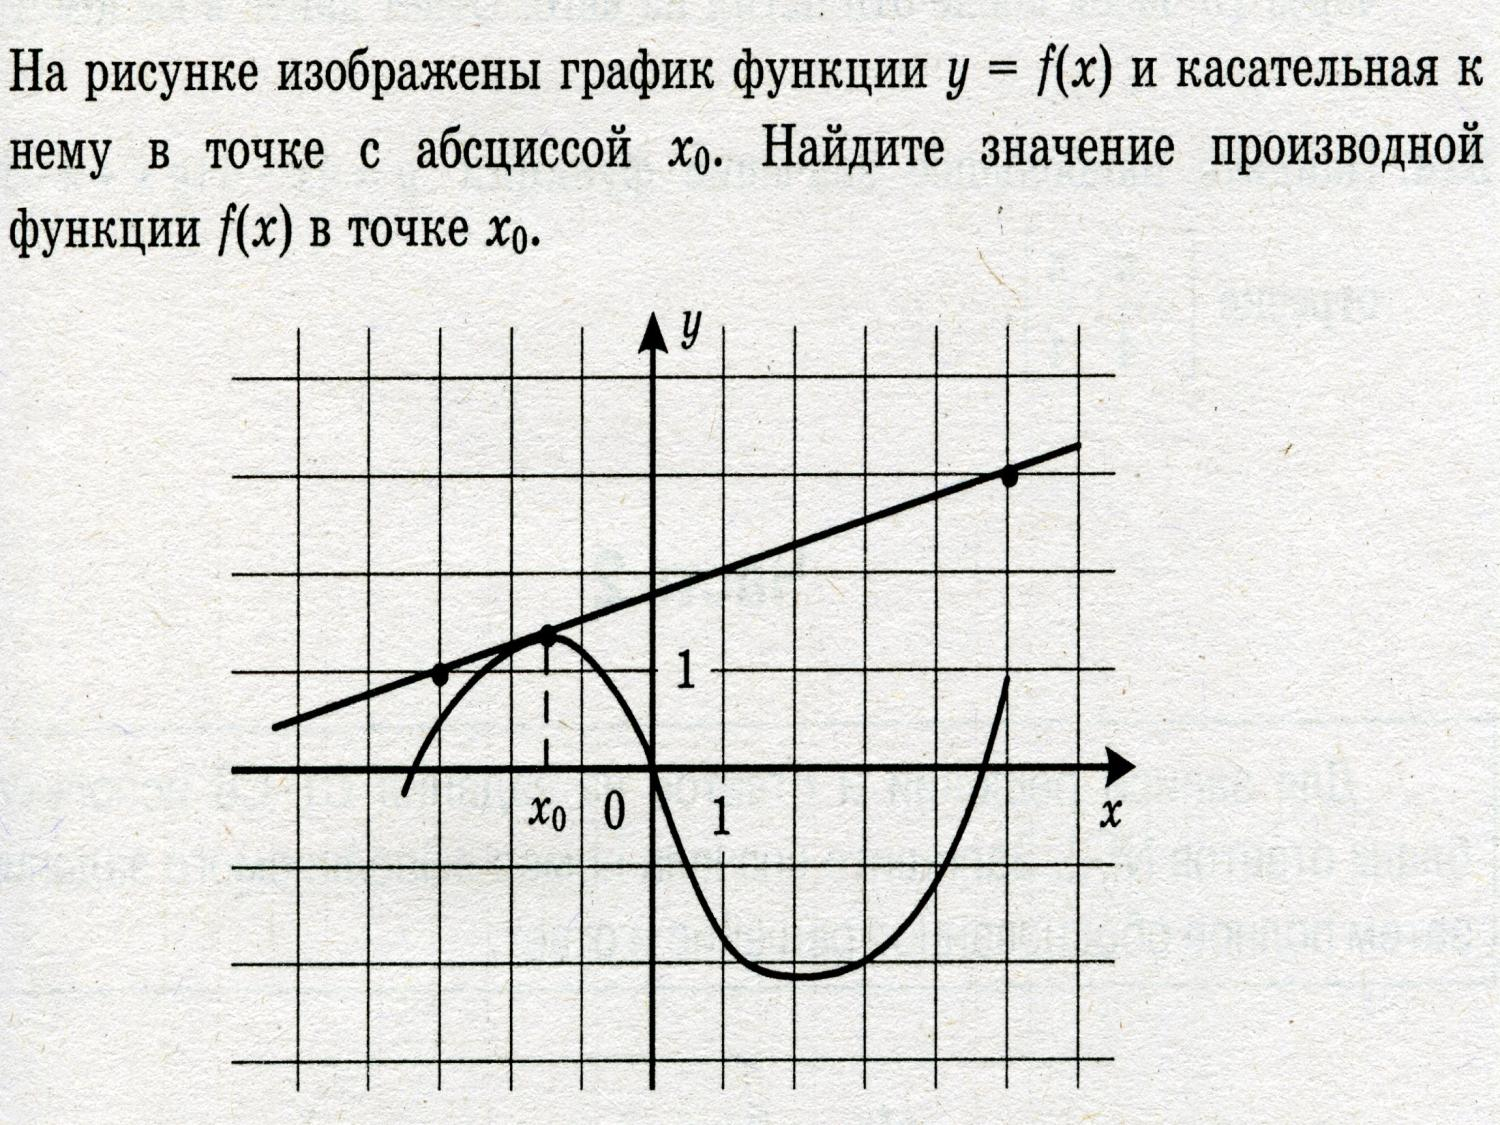 На рисунке изображены график функции y = f(x) и касательная к
нему в точке с абсциссой x₀. Найдите значение производной
функции f(x) в точке x₀.
y
1
x₀ 0 1 x